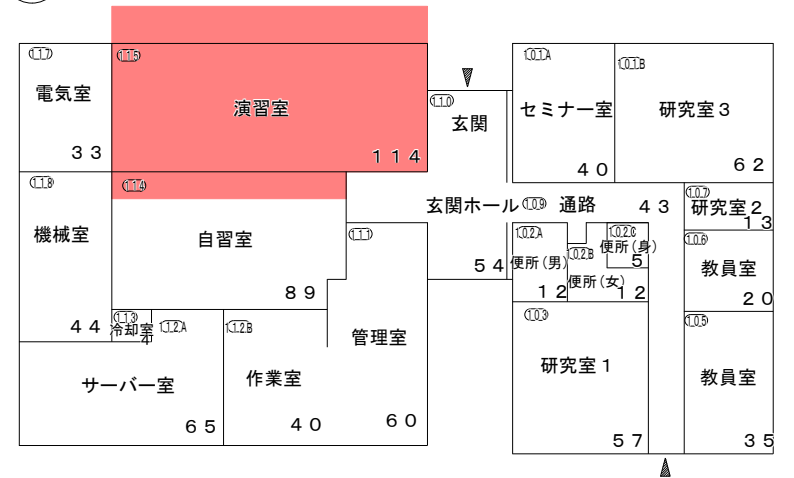 117
電気室
33
115
演習室
114
110
玄関
101A
セミナー室
40
101B
研究室3
62
118
機械室
44
114
自習室
89
111
管理室
60
玄関ホール
109
通路
43
54
107
研究室2
13
102A
便所(男)
12
102B
便所(女)
12
102C
便所(身)
5
106
教員室
20
113
冷却室
4
112A
サーバー室
65
112B
作業室
40
103
研究室1
57
105
教員室
35